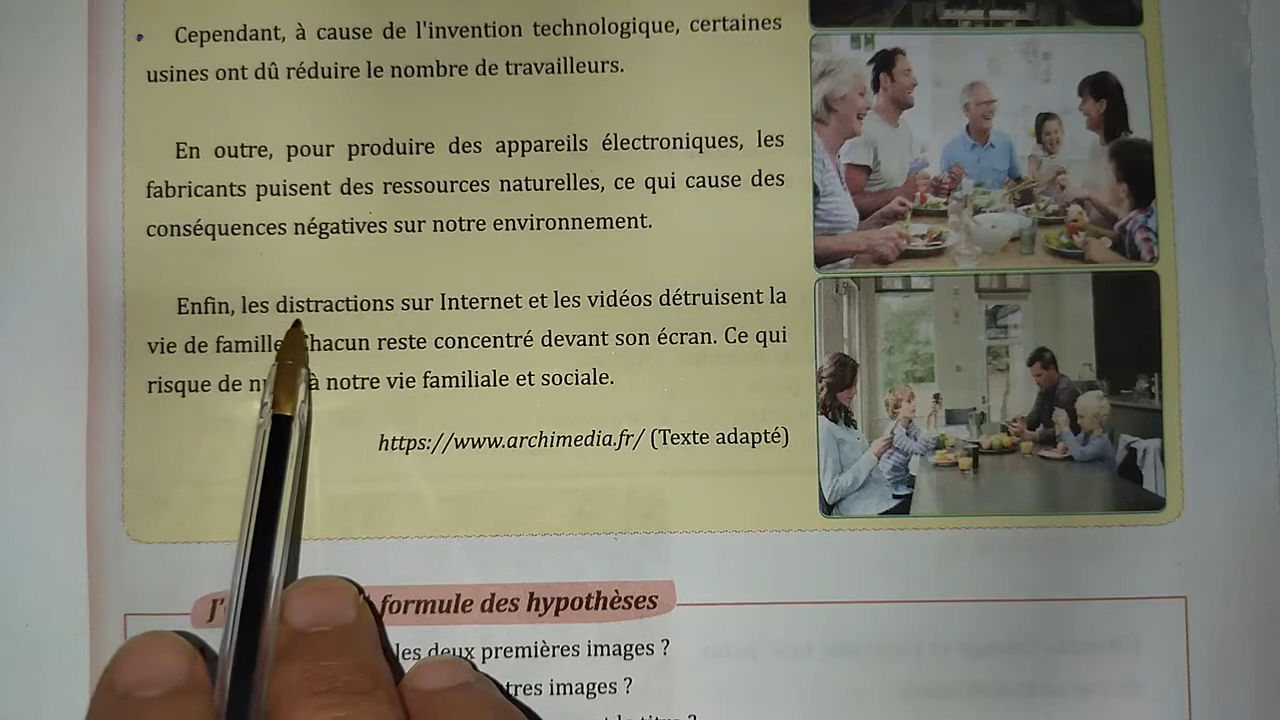 Cependant, à cause de l'invention technologique, certaines
usines ont dû réduire le nombre de travailleurs.
En outre, pour produire des appareils électroniques, les
fabricants puisent des ressources naturelles, ce qui cause des
conséquences négatives sur notre environnement.
Enfin, les distractions sur Internet et les vidéos détruisent la
vie de famille chacun reste concentré devant son écran. Ce qui
risque de à notre vie familiale et sociale.
https://www.archimedia.fr/ (Texte adapté)
formule des hypothèses
les deux premières images ?
images ?